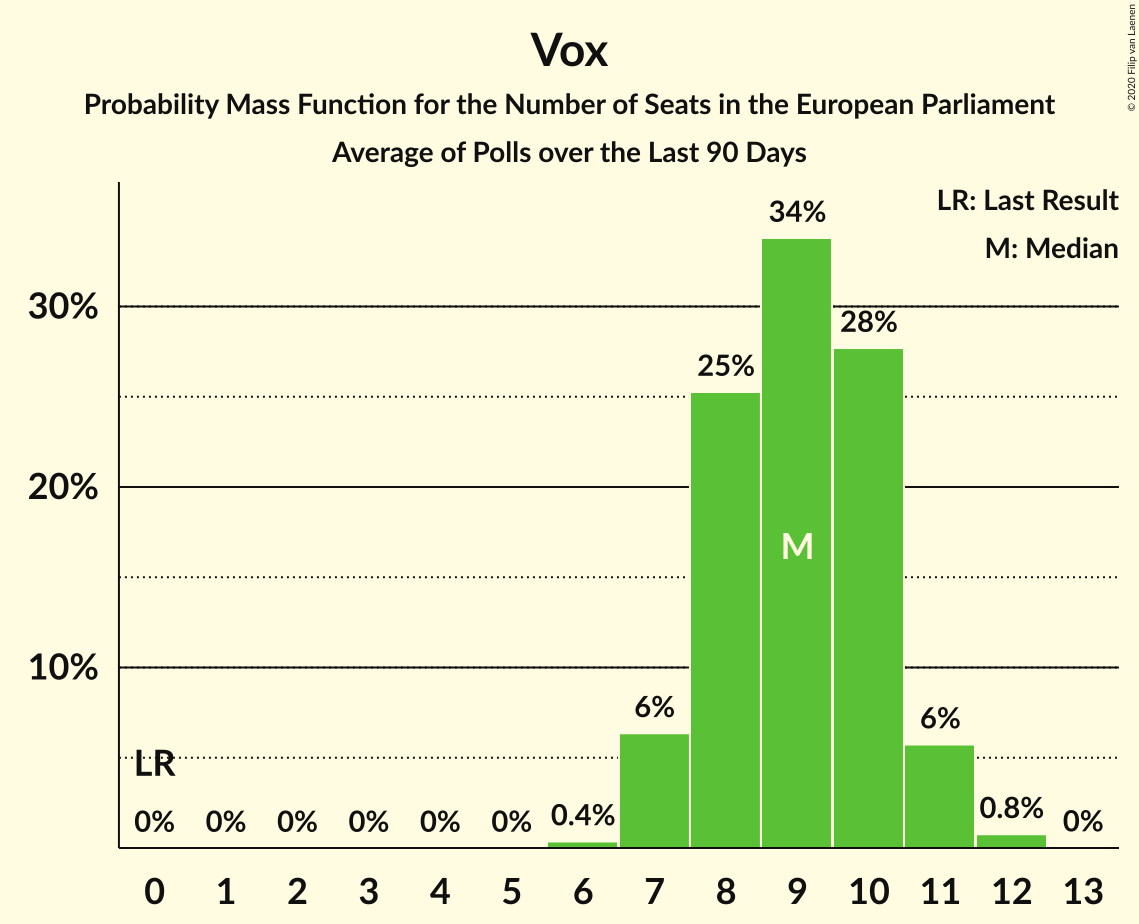 Vox
Probability Mass Function for the Number of Seats in the European Parliament
Average of Polls over the Last 90 Days
© 2020 Filip van Laenen
LR: Last Result
M: Median
34%
30%
28%
25%
20%
M
10%
6%
6%
LR
0% 0% 0% 0% 0% 0% 0.4% 0.8% 0%
0 1 2 3 4 5 6 7 8 9 10 11 12 13